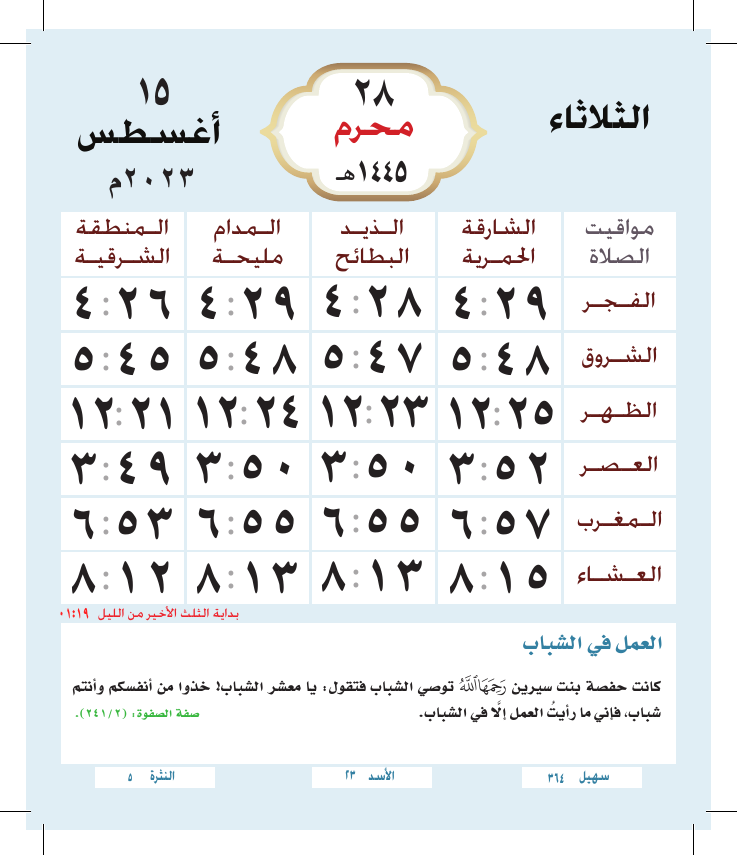 الثلاثاء
٢٨
محرم
١٤٤٥هـ
١٥
أغسطس
٢٠٢٣م
مواقيت الصلاة | الشارقة الحمرية | الذيد البطائح | المدام مليحة | المنطقة الشرقية
الفجر ٤:٢٩ ٤:٢٨ ٤:٢٩ ٤:٢٦
الشروق ٥:٤٨ ٥:٤٧ ٥:٤٨ ٥:٤٥
الظهر ١٢:٢٥ ١٢:٢٣ ١٢:٢٤ ١٢:٢١
العصر ٣:٥٢ ٣:٥٠ ٣:٥٠ ٣:٤٩
المغرب ٦:٥٧ ٦:٥٥ ٦:٥٥ ٦:٥٣
العشاء ٨:١٥ ٨:١٣ ٨:١٣ ٨:١٢
بداية الثلث الأخير من الليل ٠١:١٩
العمل في الشباب
كانت حفصة بنت سيرين رَحِمَهَا اللَّهُ توصي الشباب فتقول: يا معشر الشباب! خذوا من أنفسكم وأنتم
شباب، فإني ما رأيتُ العمل إلَّا في الشباب. صفة الصفوة: (٢٤١/٢).
سهيل ٣٦٤
الأسد ٢٣
النثرة ٥